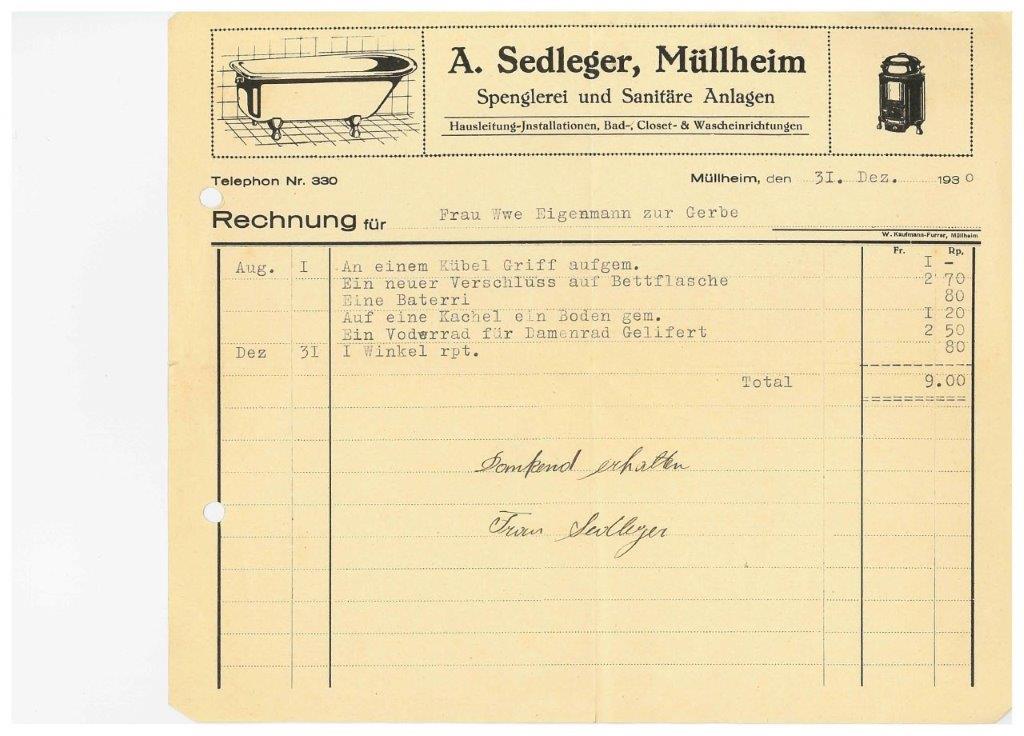 A. Sedleger, Müllheim
Spenglerei und Sanitäre Anlagen
Hausleitung-Jnstallationen, Bad-, Closet- & Wascheinrichtungen
Telephon Nr. 330
Müllheim, den 31. Dez. 1930
Rechnung für Frau Wwe Eigenmann zur Gerbe
W. Kaufmann-Furrer, Müllheim
Fr. Rp.
Aug. I An einem Kübel Griff aufgem. I -
Ein neuer Verschlüss auf Bettflasche 2 70
Eine Baterri 80
Auf eine Kachel ein Boden gem. I 20
Ein Voderrad für Damenrad Gelifert 2 50
Dez 3I I Winkel rpt. 80
Total 9.00
Dankend erhalten
Frau Sedleger